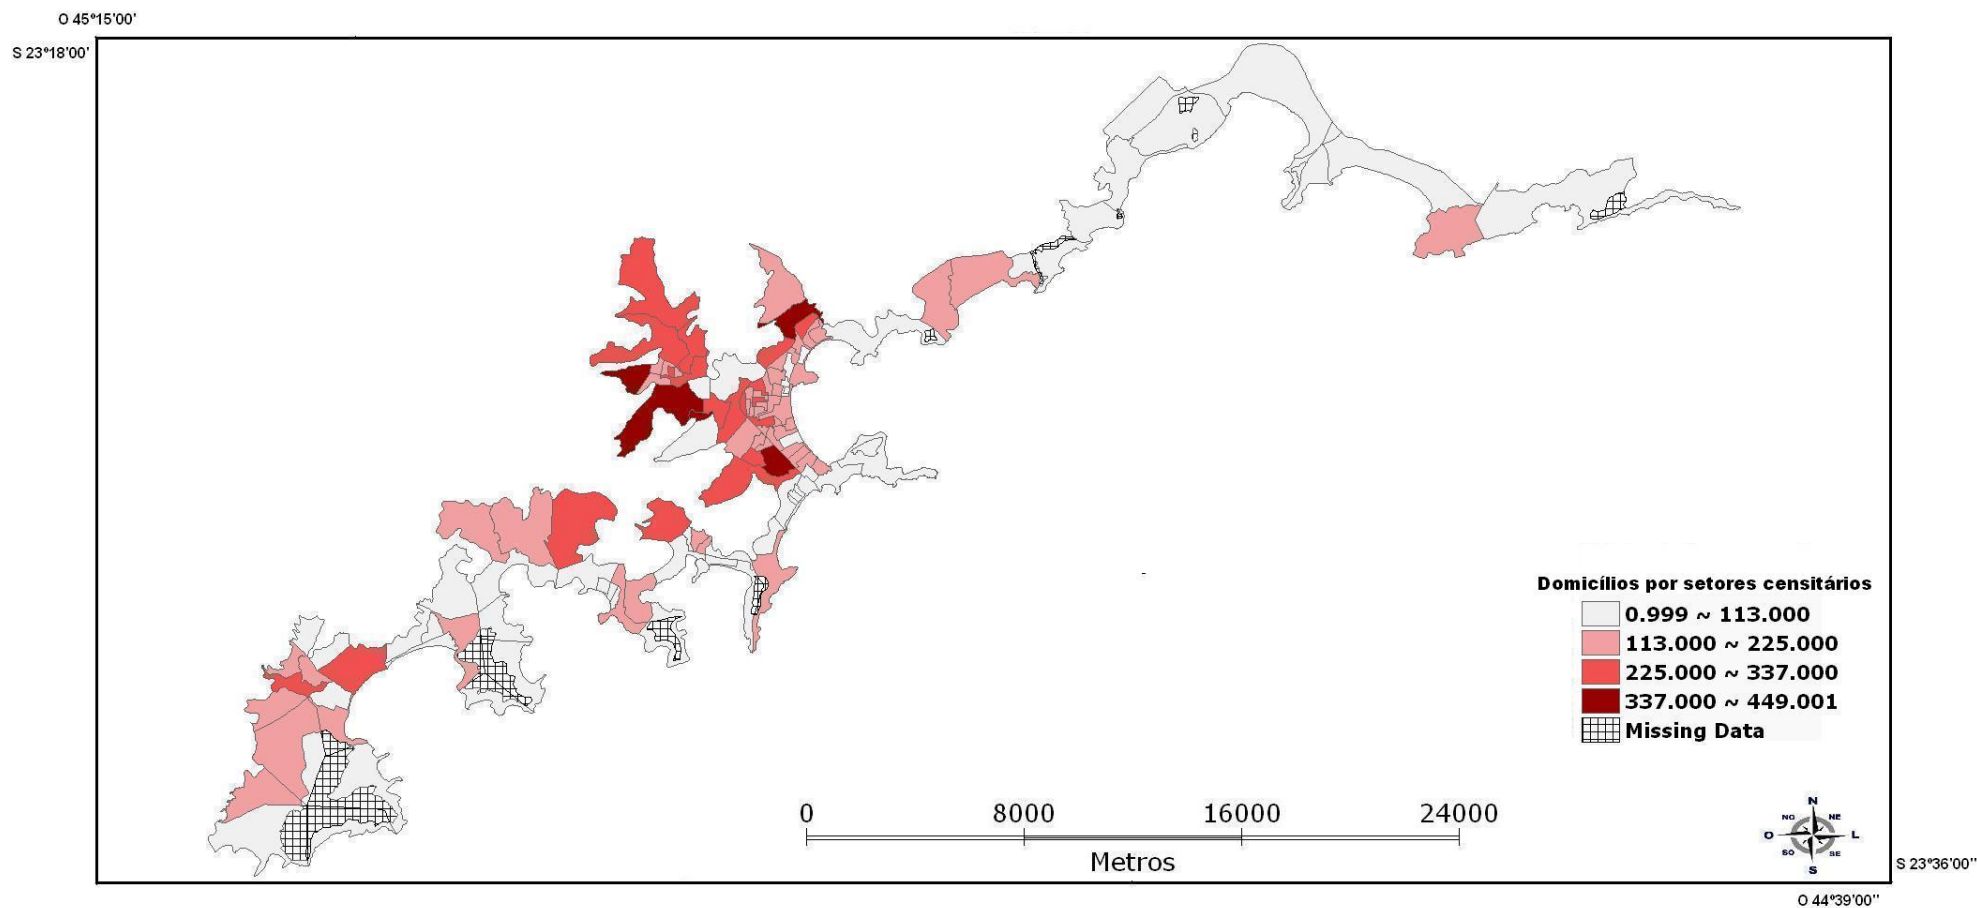 O 45°15'00'
S 23°18'00'
Domicílios por setores censitários
0.999 ~ 113.000
113.000 ~ 225.000
225.000 ~ 337.000
337.000 ~ 449.001
Missing Data
0 8000 16000 24000
Metros
N
NO NE
O L
SO SE
S
S 23°36'00''
O 44°39'00''